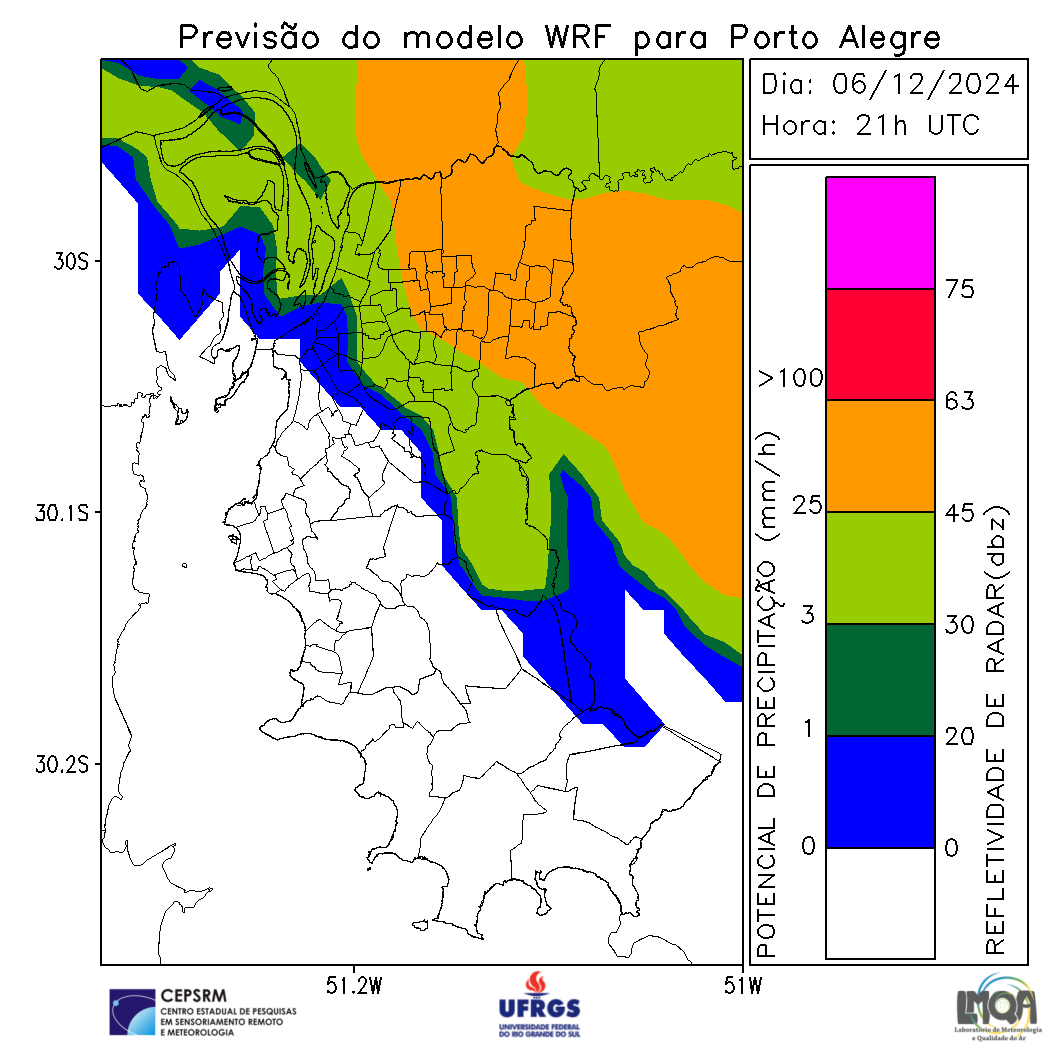 Previsão do modelo WRF para Porto Alegre
Dia: 06/12/2024
Hora: 21h UTC
30S
30.1S
30.2S
51.2W
51W
POTENCIAL DE PRECIPITAÇÃO (mm/h)
>100
25
3
1
0
75
63
45
30
20
0
REFLETIVIDADE DE RADAR(dbz)
CEPSRM
CENTRO ESTADUAL DE PESQUISAS
EM SENSORIAMENTO REMOTO
E METEOROLOGIA
UFRGS
UNIVERSIDADE FEDERAL
DO RIO GRANDE DO SUL
LMQA
Laboratório de Meteorologia
e Qualidade do Ar